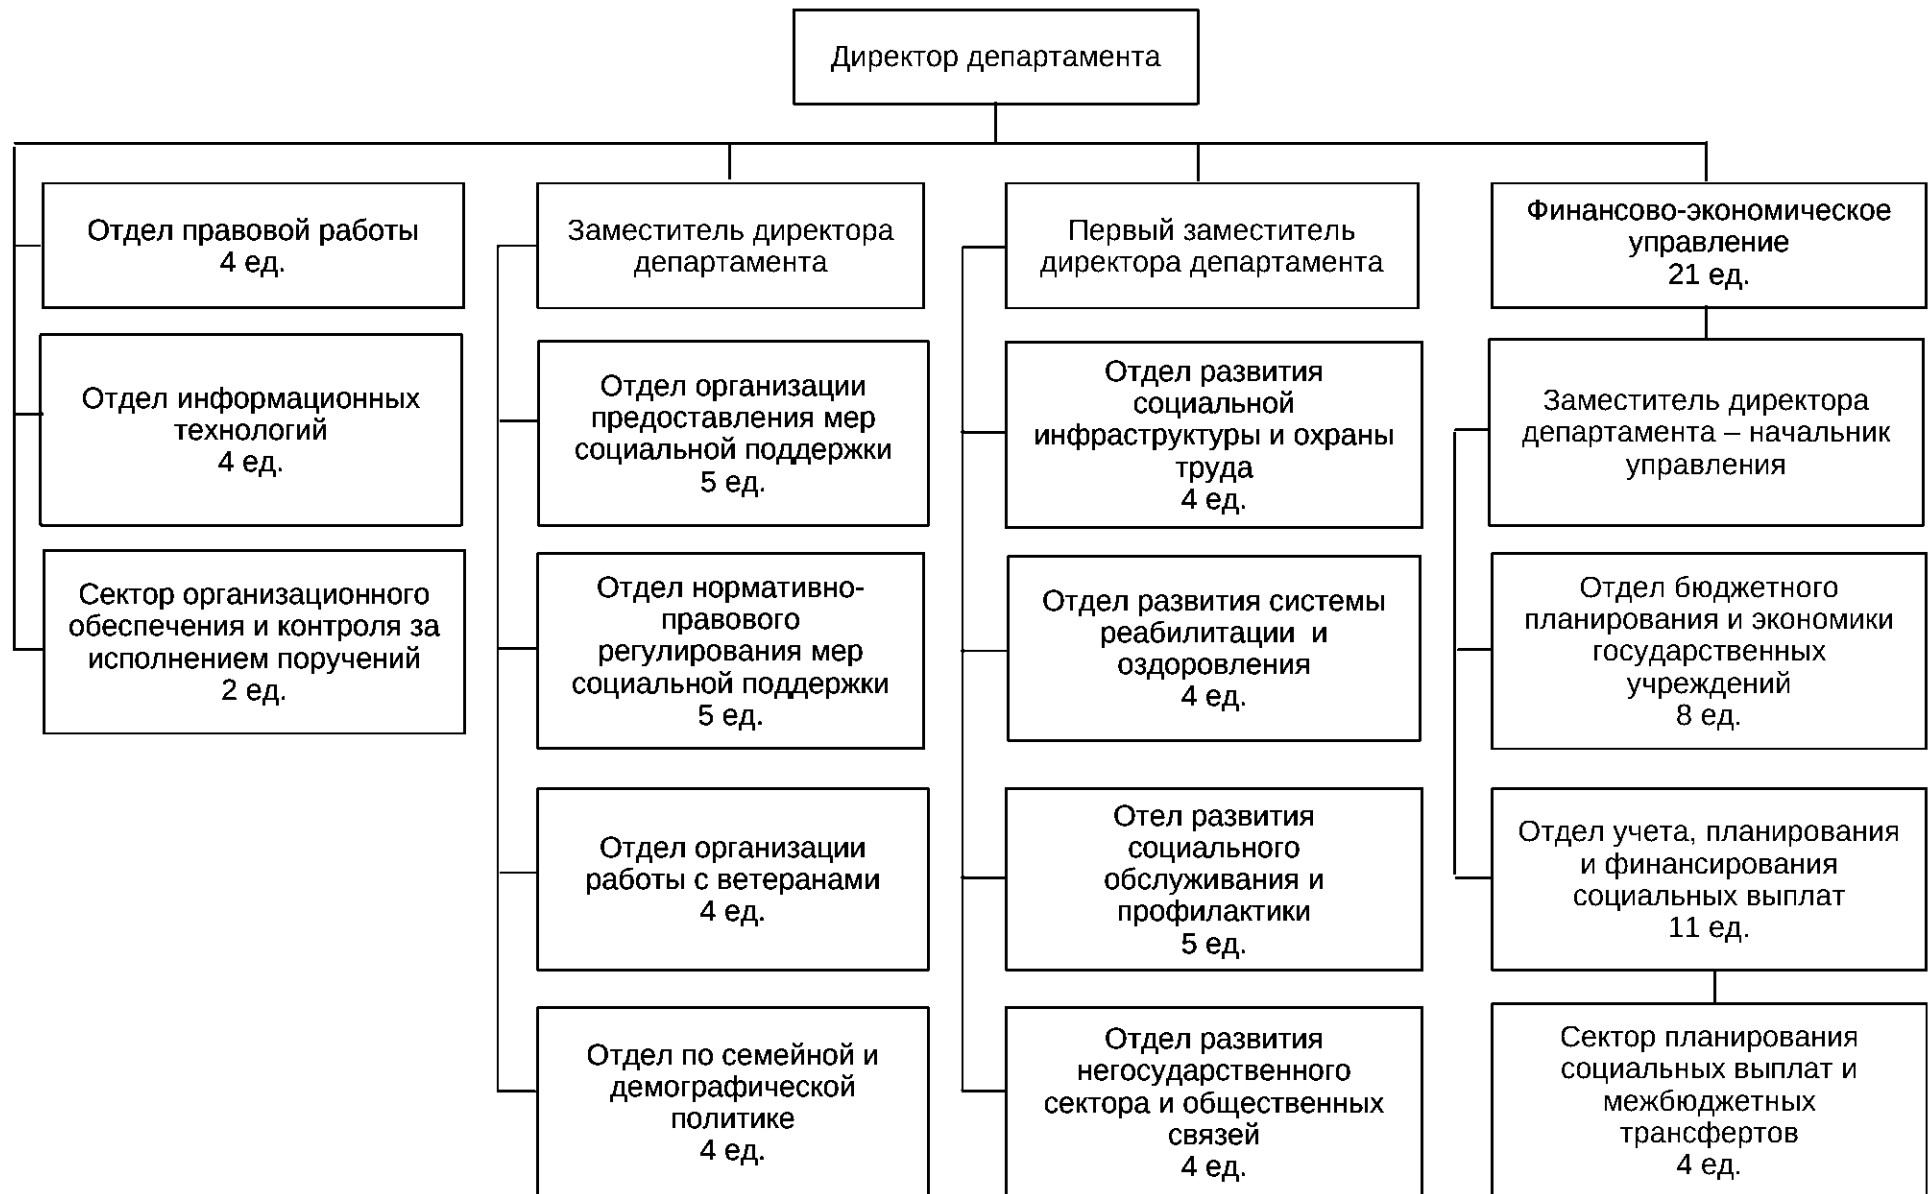 Директор департамента
Отдел правовой работы
4 ед.
Отдел информационных
технологий
4 ед.
Сектор организационного
обеспечения и контроля за
исполнением поручений
2 ед.
Заместитель директора
департамента
Отдел организации
предоставления мер
социальной поддержки
5 ед.
Отдел нормативно-
правового
регулирования мер
социальной поддержки
5 ед.
Отдел организации
работы с ветеранами
4 ед.
Отдел по семейной и
демографической
политике
4 ед.
Первый заместитель
директора департамента
Отдел развития
социальной
инфраструктуры и охраны
труда
4 ед.
Отдел развития системы
реабилитации и
оздоровления
4 ед.
Отел развития
социального
обслуживания и
профилактики
5 ед.
Отдел развития
негосударственного
сектора и общественных
связей
4 ед.
Финансово-экономическое
управление
21 ед.
Заместитель директора
департамента – начальник
управления
Отдел бюджетного
планирования и экономики
государственных
учреждений
8 ед.
Отдел учета, планирования
и финансирования
социальных выплат
11 ед.
Сектор планирования
социальных выплат и
межбюджетных
трансфертов
4 ед.